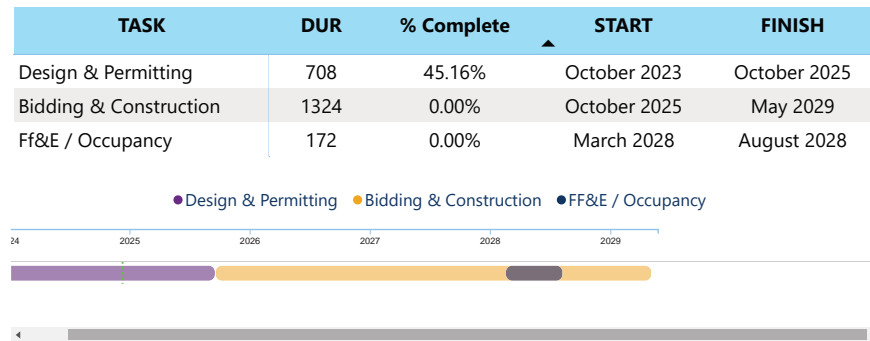 TASK DUR % Complete START FINISH
Design & Permitting 708 45.16% October 2023 October 2025
Bidding & Construction 1324 0.00% October 2025 May 2029
Ff&E / Occupancy 172 0.00% March 2028 August 2028
Design & Permitting Bidding & Construction FF&E / Occupancy
24 2025 2026 2027 2028 2029